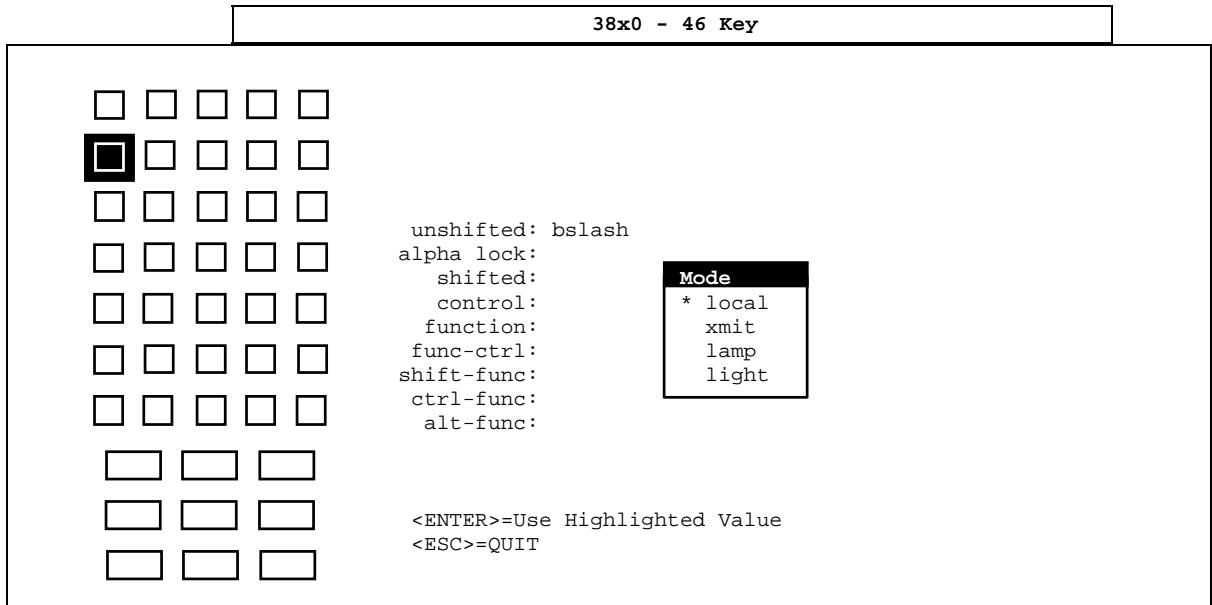 38x0 - 46 Key
unshifted: bslash
alpha lock:
shifted:
control:
function:
func-ctrl:
shift-func:
ctrl-func:
alt-func:
Mode
* local
xmit
lamp
light
<ENTER>=Use Highlighted Value
<ESC>=QUIT